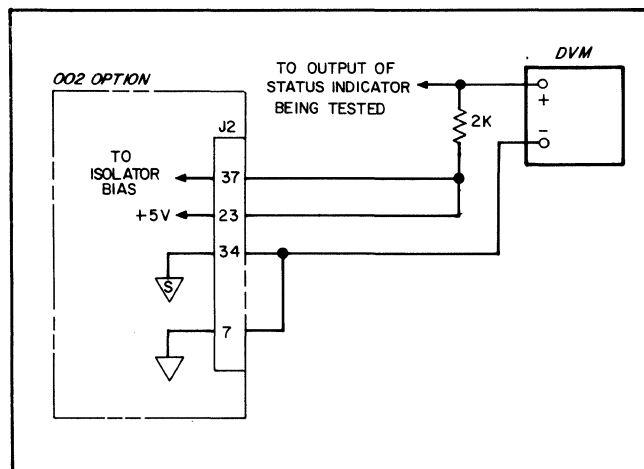 002 OPTION
TO OUTPUT OF
STATUS INDICATOR
BEING TESTED
DVM
+
-
2K
J2
TO
ISOLATOR
BIAS
37
+5V
23
34
S
7